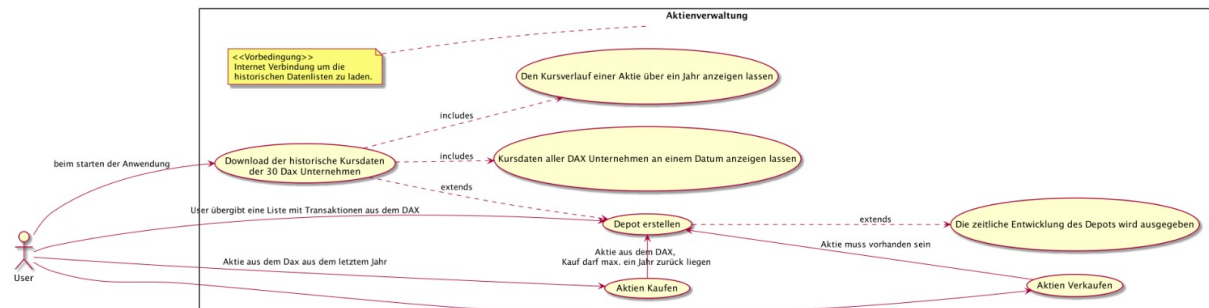 Aktienverwaltung
<<Vorbedingung>>
Internet Verbindung um die
historischen Datenlisten zu laden.
Den Kursverlauf einer Aktie über ein Jahr anzeigen lassen
includes
beim starten der Anwendung
Download der historische Kursdaten
der 30 Dax Unternehmen
includes
Kursdaten aller DAX Unternehmen an einem Datum anzeigen lassen
extends
User übergibt eine Liste mit Transaktionen aus dem DAX
Depot erstellen
extends
Die zeitliche Entwicklung des Depots wird ausgegeben
Aktie muss vorhanden sein
Aktie aus dem DAX,
Kauf darf max. ein Jahr zurück liegen
Aktie aus dem Dax aus dem letztem Jahr
User
Aktien Kaufen
Aktien Verkaufen